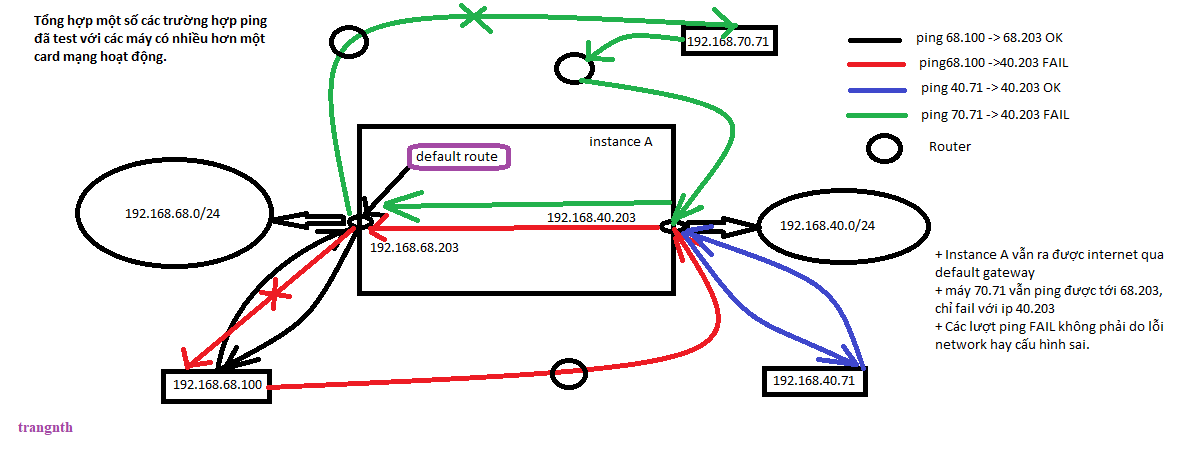 Tổng hợp một số các trường hợp ping
đã test với các máy có nhiều hơn một
card mạng hoạt động.
192.168.70.71
ping 68.100 -> 68.203 OK
ping68.100 ->40.203 FAIL
ping 40.71 -> 40.203 OK
ping 70.71 -> 40.203 FAIL
Router
instance A
default route
192.168.68.0/24
192.168.40.203
192.168.40.0/24
192.168.68.203
+ Instance A vẫn ra được internet qua
default gateway
+ máy 70.71 vẫn ping được tới 68.203,
chỉ fail với ip 40.203
+ Các lượt ping FAIL không phải do lỗi
network hay cấu hình sai.
192.168.68.100
192.168.40.71
trangnth